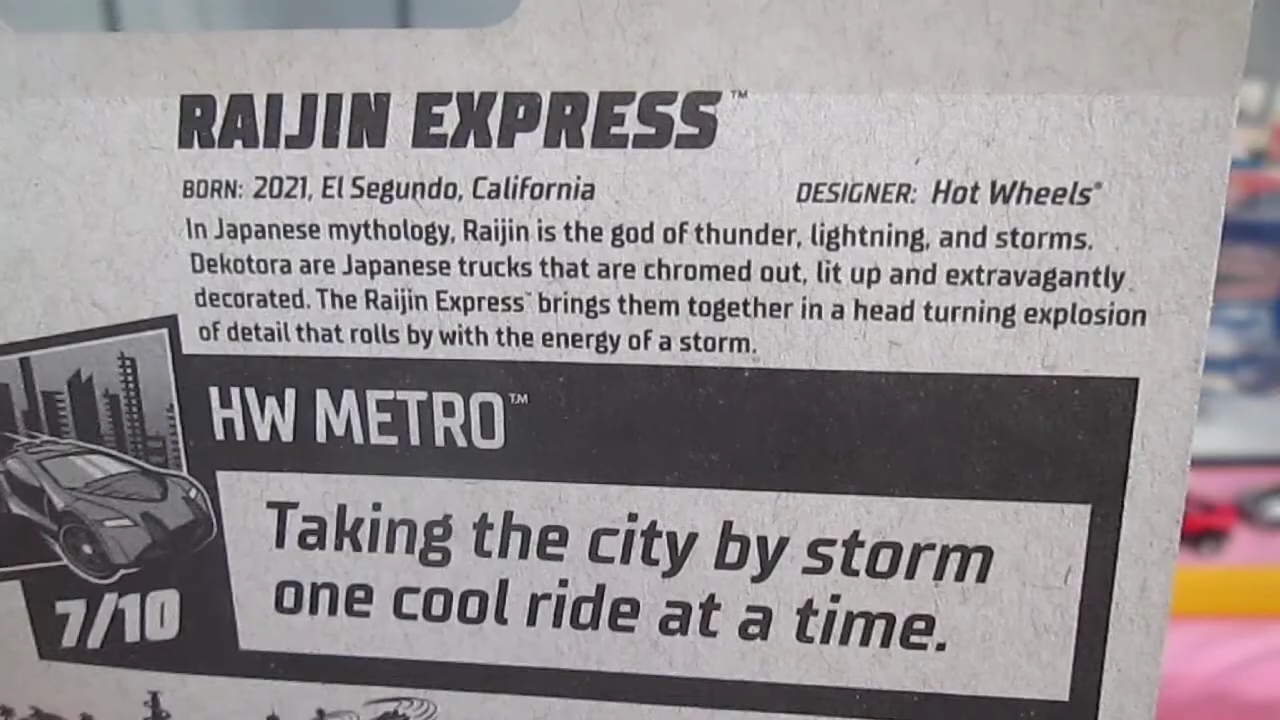 RAIJIN EXPRESS™
BORN: 2021, El Segundo, California
DESIGNER: Hot Wheels®
In Japanese mythology, Raijin is the god of thunder, lightning, and storms.
Dekotora are Japanese trucks that are chromed out, lit up and extravagantly
decorated. The Raijin Express™ brings them together in a head turning explosion
of detail that rolls by with the energy of a storm.
HW METRO™
Taking the city by storm
one cool ride at a time.
7/10